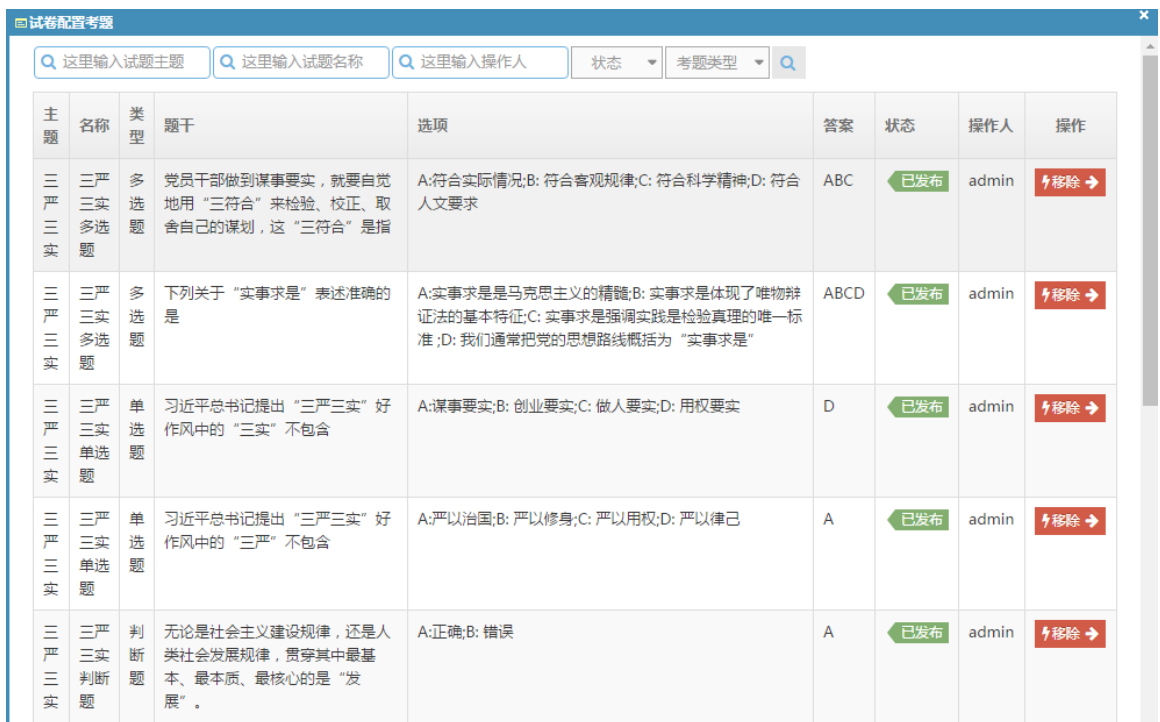 试卷配置考题
这里输入试题主题 这里输入试题名称 这里输入操作人 状态 考题类型
主题 名称 类型 题干 选项 答案 状态 操作人 操作
三严三实
三严三实多选题
多选题
党员干部做到谋事要实，就要自觉
地用“三符合”来检验、校正、取
舍自己的谋划，这“三符合”是指
A:符合实际情况;B: 符合客观规律;C: 符合科学精神;D: 符合
人文要求
ABC
已发布
admin
移除
三严三实
三严三实多选题
多选题
下列关于“实事求是”表述准确的
是
A:实事求是是马克思主义的精髓;B: 实事求是体现了唯物辩
证法的基本特征;C: 实事求是强调实践是检验真理的唯一标
准 ;D: 我们通常把党的思想路线概括为“实事求是”
ABCD
已发布
admin
移除
三严三实
三严三实单选题
单选题
习近平总书记提出“三严三实”好
作风中的“三实”不包含
A:谋事要实;B: 创业要实;C: 做人要实;D: 用权要实
D
已发布
admin
移除
三严三实
三严三实单选题
单选题
习近平总书记提出“三严三实”好
作风中的“三严”不包含
A:严以治国;B: 严以修身;C: 严以用权;D: 严以律己
A
已发布
admin
移除
三严三实
三严三实判断题
判断题
无论是社会主义建设规律，还是人
类社会发展规律，贯穿其中最基
本、最本质、最核心的是“发
展”。
A:正确;B: 错误
A
已发布
admin
移除